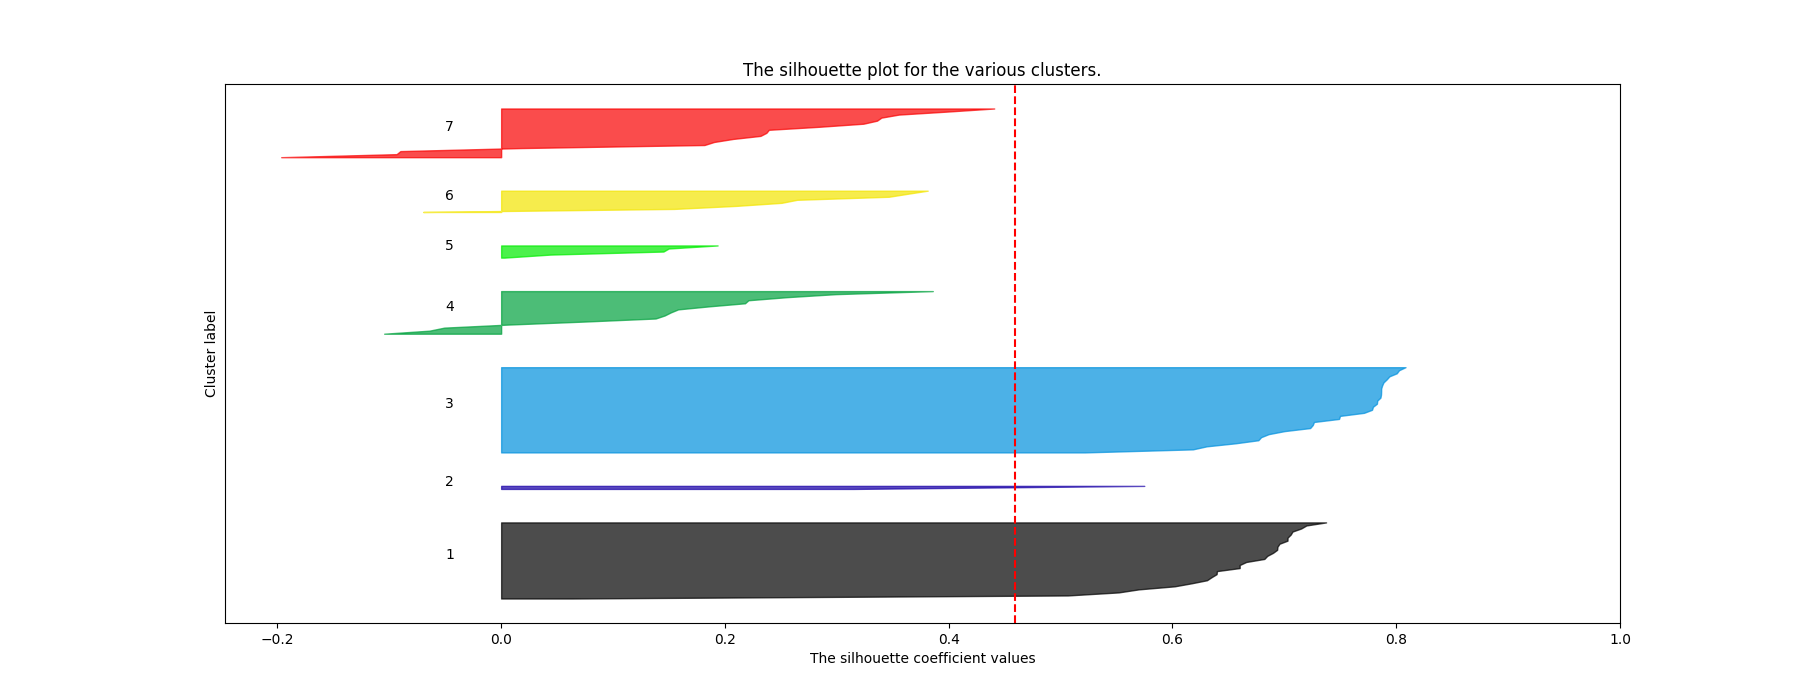 The silhouette plot for the various clusters.
7
6
5
4
3
2
1
Cluster label
−0.2 0.0 0.2 0.4 0.6 0.8 1.0
The silhouette coefficient values